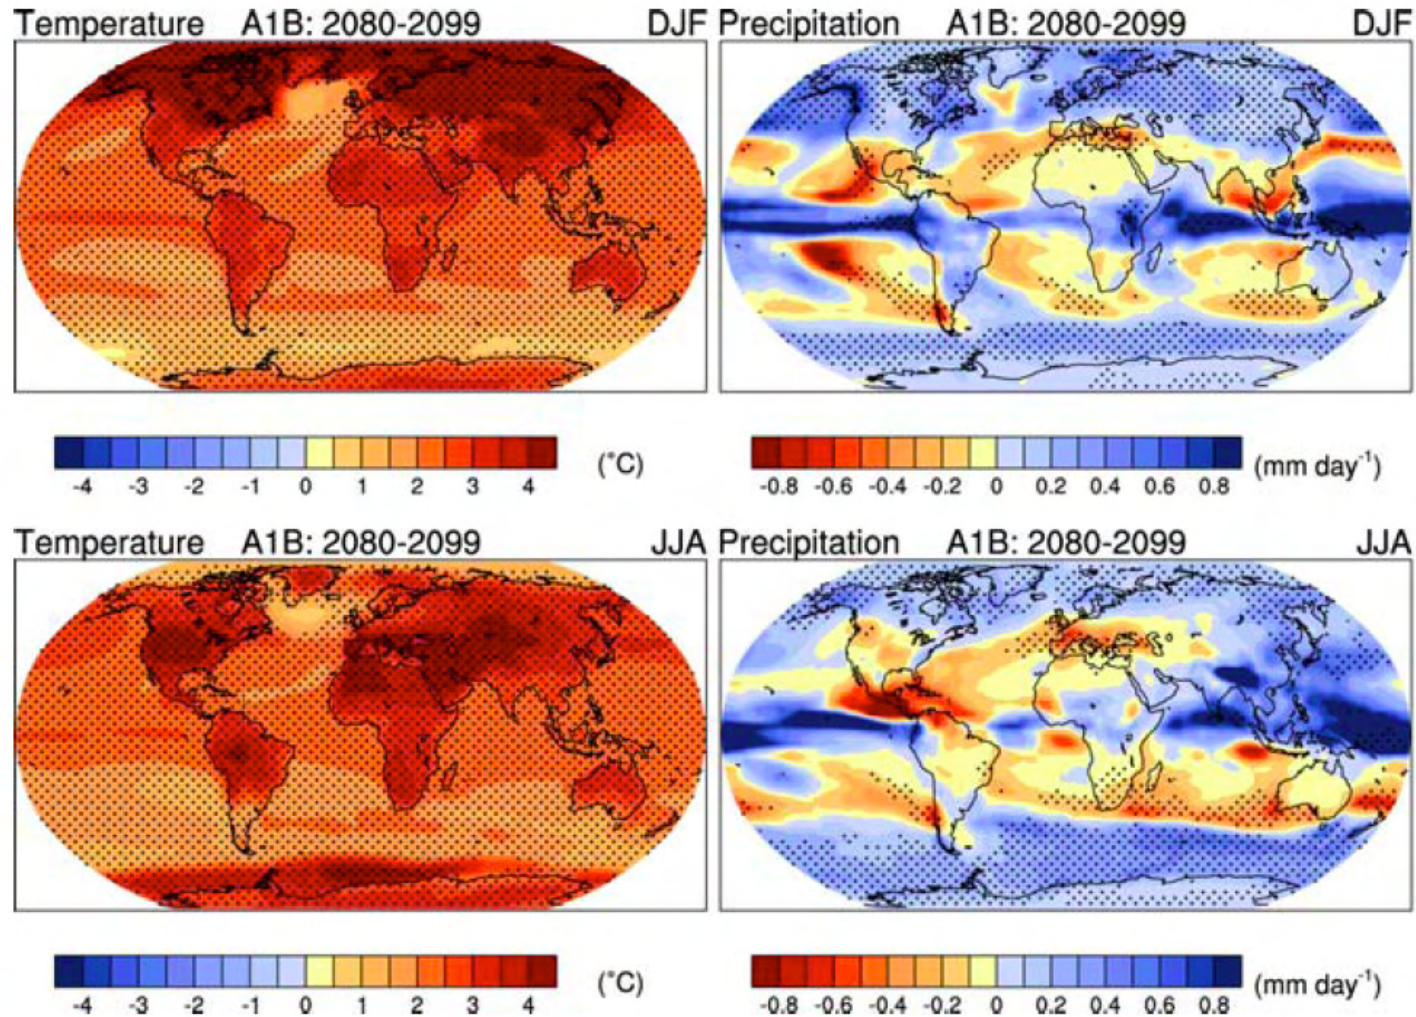 Temperature A1B: 2080-2099 DJF
Precipitation A1B: 2080-2099 DJF
-4 -3 -2 -1 0 1 2 3 4 (°C)
-0.8 -0.6 -0.4 -0.2 0 0.2 0.4 0.6 0.8 (mm day⁻¹)
Temperature A1B: 2080-2099 JJA
Precipitation A1B: 2080-2099 JJA
-4 -3 -2 -1 0 1 2 3 4 (°C)
-0.8 -0.6 -0.4 -0.2 0 0.2 0.4 0.6 0.8 (mm day⁻¹)